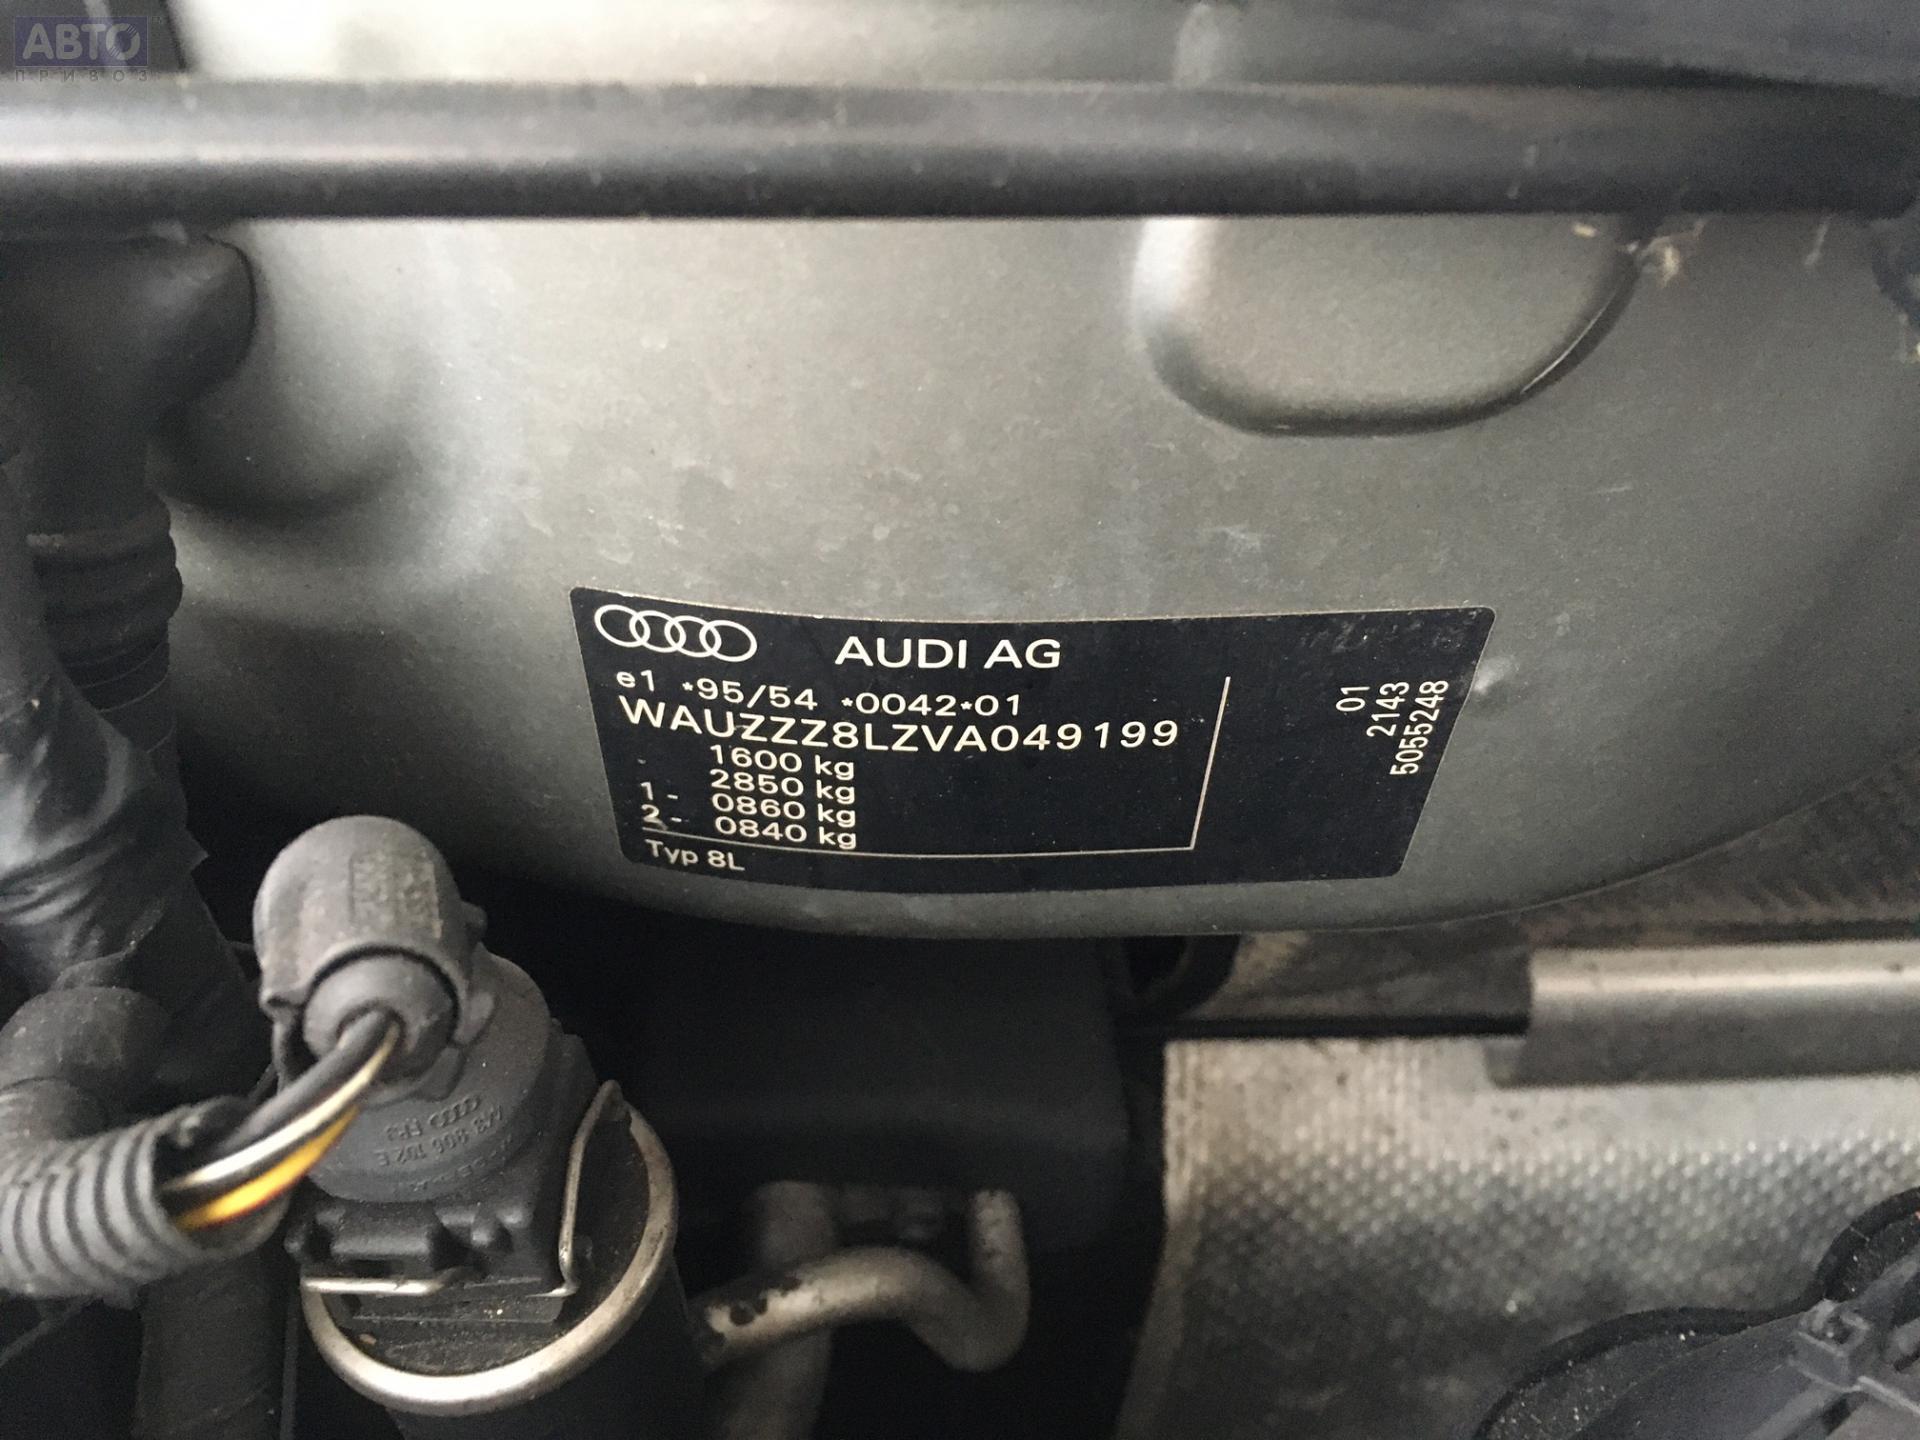 АВТО
ПРИВОЗ
AUDI AG
e1 *95/54 *0042*01
WAUZZZ8LZVA049199
1600 kg
2850 kg
1- 0860 kg
2- 0840 kg
Typ 8L
01
2143
5055248